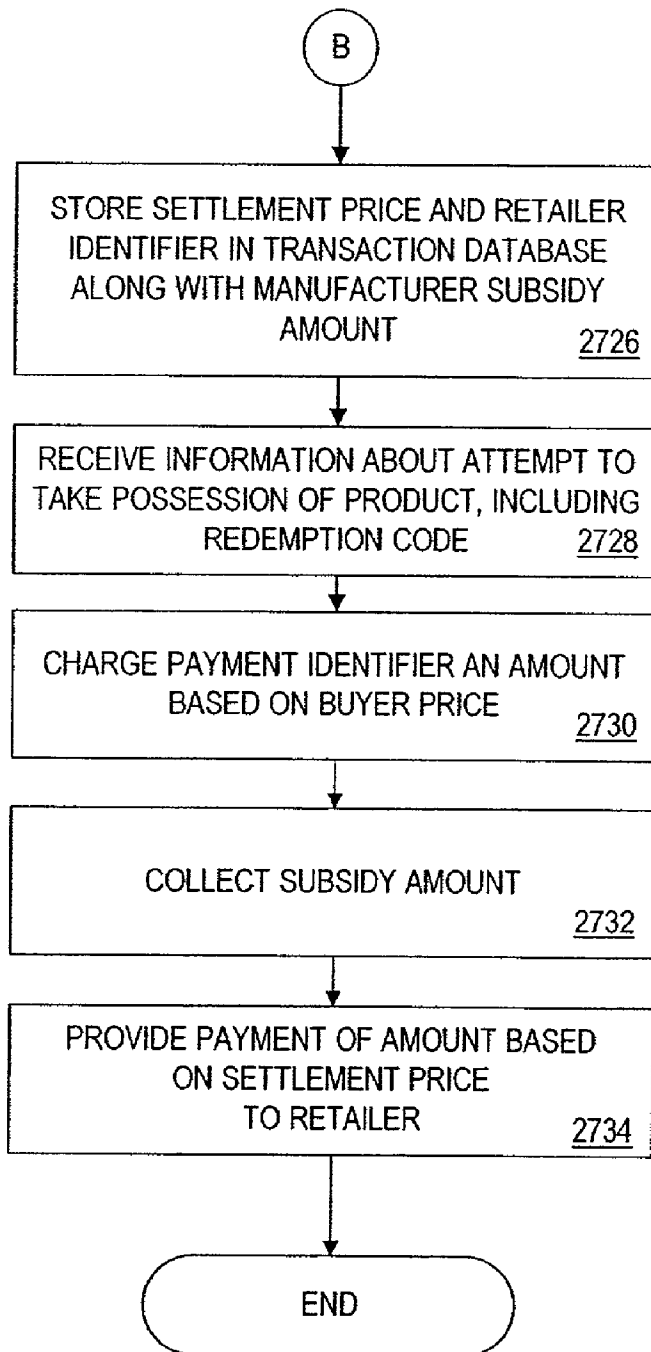 B
STORE SETTLEMENT PRICE AND RETAILER
IDENTIFIER IN TRANSACTION DATABASE
ALONG WITH MANUFACTURER SUBSIDY
AMOUNT
2726
RECEIVE INFORMATION ABOUT ATTEMPT TO
TAKE POSSESSION OF PRODUCT, INCLUDING
REDEMPTION CODE 2728
CHARGE PAYMENT IDENTIFIER AN AMOUNT
BASED ON BUYER PRICE
2730
COLLECT SUBSIDY AMOUNT
2732
PROVIDE PAYMENT OF AMOUNT BASED
ON SETTLEMENT PRICE
TO RETAILER
2734
END